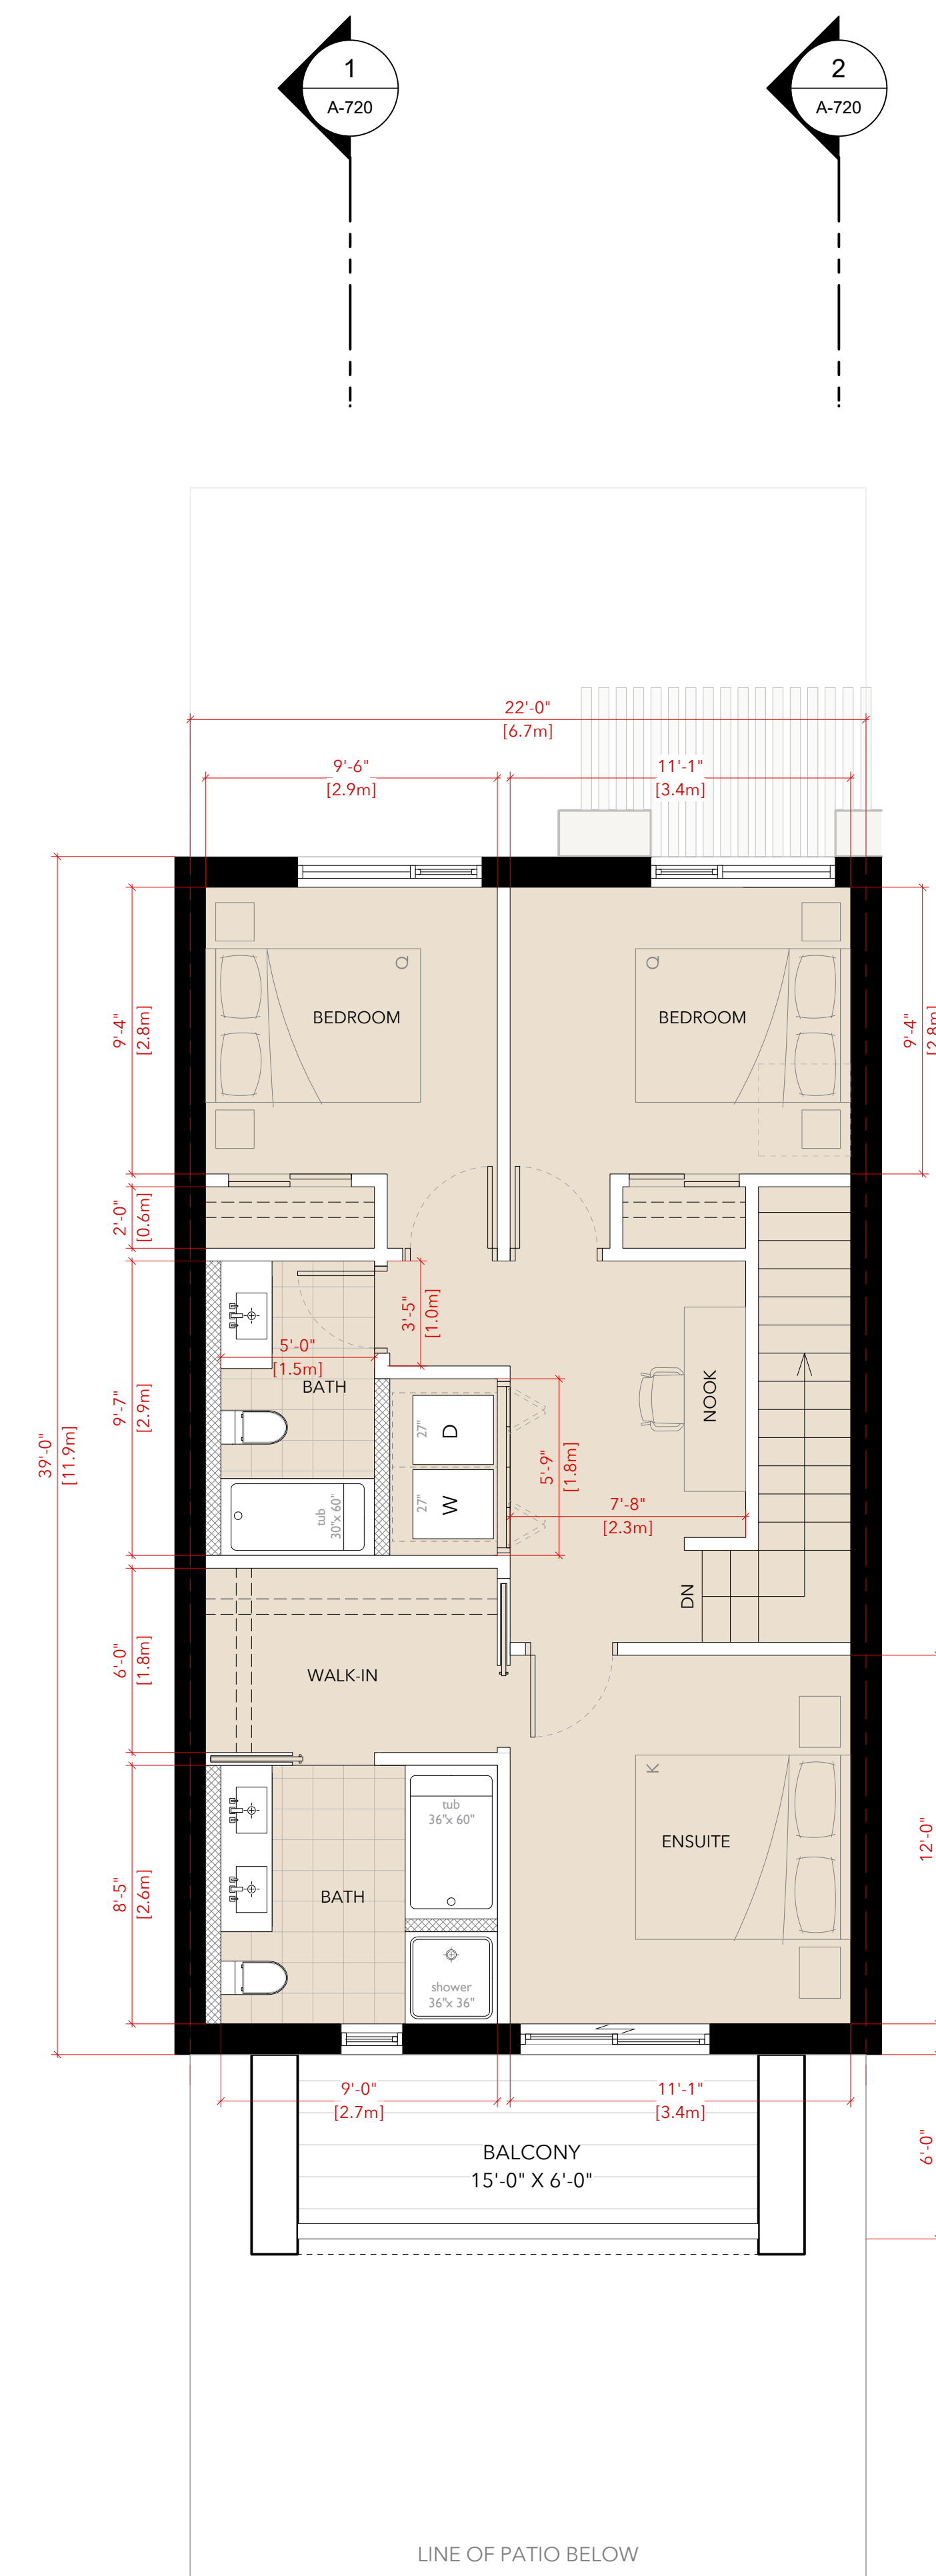 1
A-720
2
A-720
22'-0"
[6.7m]
9'-6"
[2.9m]
11'-1"
[3.4m]
Q
Q
BEDROOM
BEDROOM
9'-4"
[2.8m]
9'-4"
[2.8m]
2'-0"
[0.6m]
3'-5"
[1.0m]
5'-0"
[1.5m]
BATH
NOOK
9'-7"
[2.9m]
39'-0"
[11.9m]
27"
D
27"
W
5'-9"
[1.8m]
7'-8"
[2.3m]
tub
30"x 60"
DN
6'-0"
[1.8m]
WALK-IN
K
tub
36"x 60"
ENSUITE
12'-0"
8'-5"
[2.6m]
BATH
shower
36"x 36"
9'-0"
[2.7m]
11'-1"
[3.4m]
6'-0"
BALCONY
15'-0" X 6'-0"
LINE OF PATIO BELOW